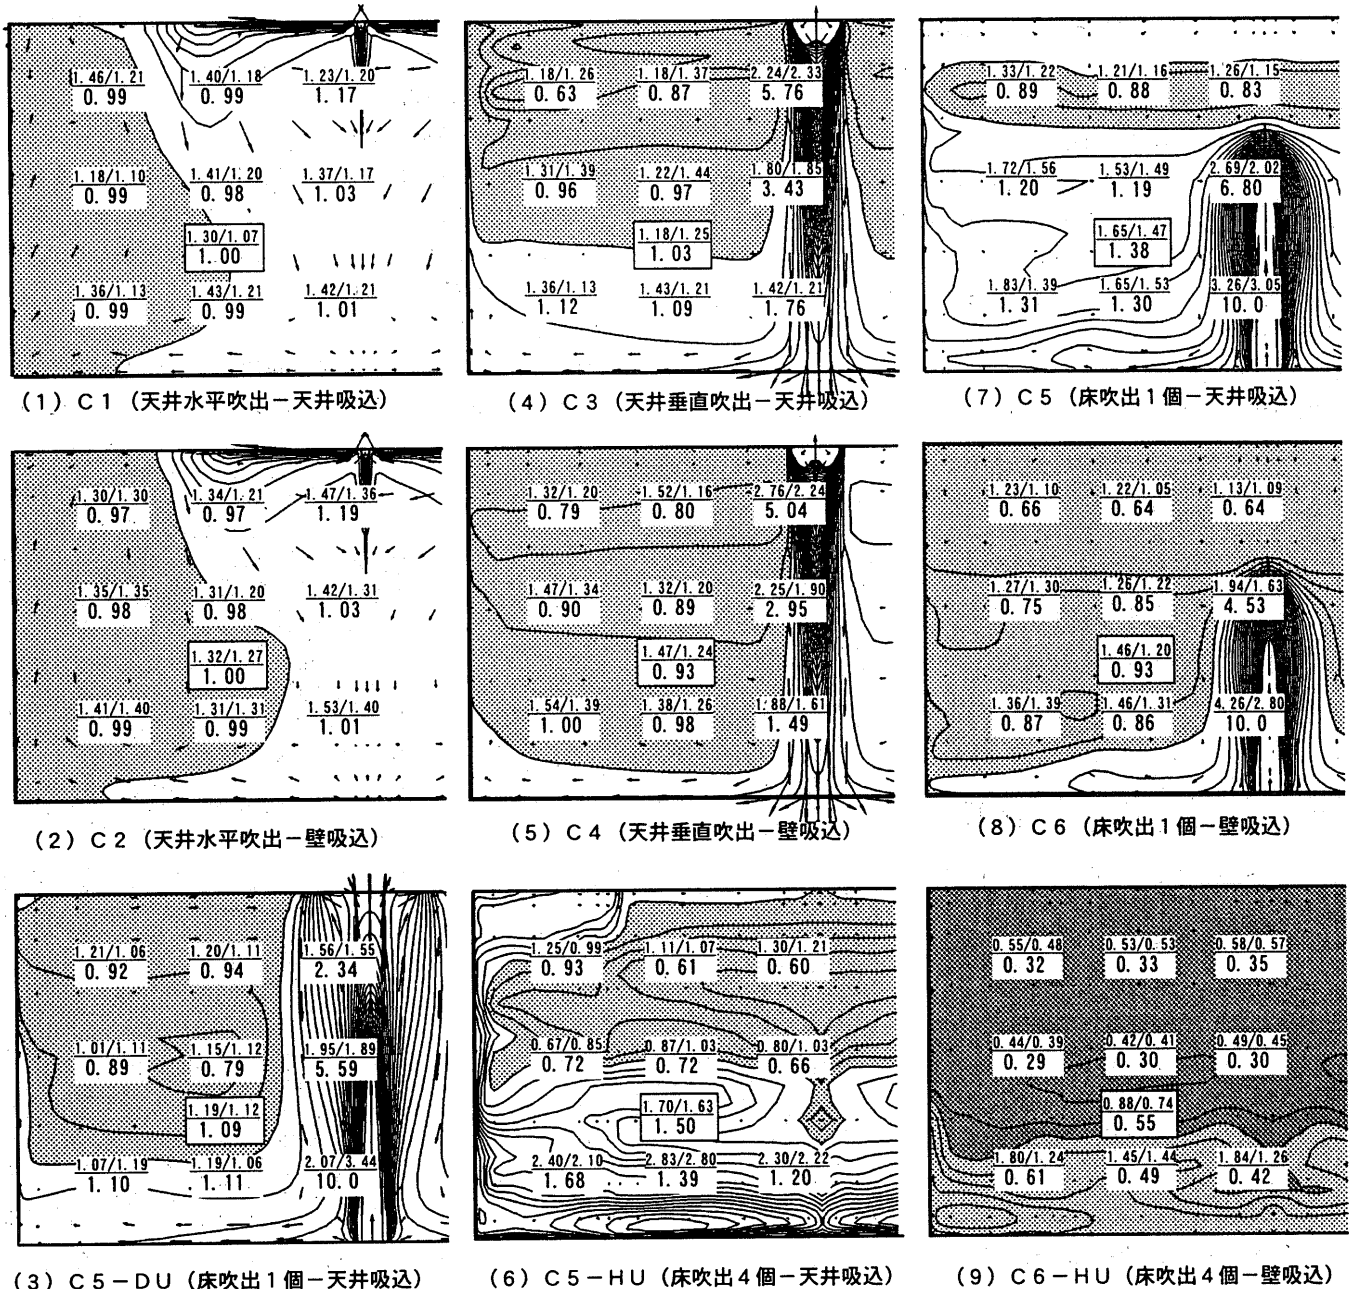 1.46/1.21 1.40/1.18 1.23/1.20
0.99 0.99 1.17
1.18/1.10 1.41/1.20 1.37/1.17
0.99 0.98 1.03
1.30/1.07
1.00
1.36/1.13 1.43/1.21 1.42/1.21
0.99 0.99 1.01
(1) C1 (天井水平吹出-天井吸込)
1.18/1.26 1.18/1.37 2.24/2.33
0.63 0.87 5.76
1.31/1.39 1.22/1.44 1.80/1.85
0.96 0.97 3.43
1.18/1.25
1.03
1.36/1.13 1.43/1.21 1.42/1.21
1.12 1.09 1.76
(4) C3 (天井垂直吹出-天井吸込)
1.33/1.22 1.21/1.16 1.26/1.15
0.89 0.88 0.83
1.72/1.56 1.53/1.49 2.69/2.02
1.20 1.19 6.80
1.65/1.47
1.38
1.83/1.39 1.65/1.53 3.26/3.05
1.31 1.30 10.0
(7) C5 (床吹出1個-天井吸込)
1.30/1.30 1.34/1.21 1.47/1.36
0.97 0.97 1.19
1.35/1.35 1.31/1.20 1.42/1.31
0.98 0.98 1.03
1.32/1.27
1.00
1.41/1.40 1.31/1.31 1.53/1.40
0.99 0.99 1.01
(2) C2 (天井水平吹出-壁吸込)
1.32/1.20 1.52/1.16 2.76/2.24
0.79 0.80 5.04
1.47/1.34 1.32/1.20 2.25/1.90
0.90 0.89 2.95
1.47/1.24
0.93
1.54/1.39 1.38/1.26 1.88/1.61
1.00 0.98 1.49
(5) C4 (天井垂直吹出-壁吸込)
1.23/1.10 1.22/1.05 1.13/1.09
0.66 0.64 0.64
1.27/1.30 1.26/1.22 1.94/1.63
0.75 0.85 4.53
1.46/1.20
0.93
1.36/1.39 1.46/1.31 4.26/2.80
0.87 0.86 10.0
(8) C6 (床吹出1個-壁吸込)
1.21/1.06 1.20/1.11 1.56/1.55
0.92 0.94 2.34
1.01/1.11 1.15/1.12 1.95/1.89
0.89 0.79 5.59
1.19/1.12
1.09
1.07/1.19 1.19/1.06 2.07/3.44
1.10 1.11 10.0
(3) C5-DU (床吹出1個-天井吸込)
1.25/0.99 1.11/1.07 1.30/1.21
0.93 0.61 0.60
0.67/0.85 0.87/1.03 0.80/1.03
0.72 0.72 0.66
1.70/1.63
1.50
2.40/2.10 2.83/2.80 2.30/2.22
1.68 1.39 1.20
(6) C5-HU (床吹出4個-天井吸込)
0.55/0.48 0.53/0.53 0.58/0.57
0.32 0.33 0.35
0.44/0.39 0.42/0.41 0.49/0.45
0.29 0.30 0.30
0.88/0.74
0.55
1.80/1.24 1.45/1.44 1.84/1.26
0.61 0.49 0.42
(9) C6-HU (床吹出4個-壁吸込)